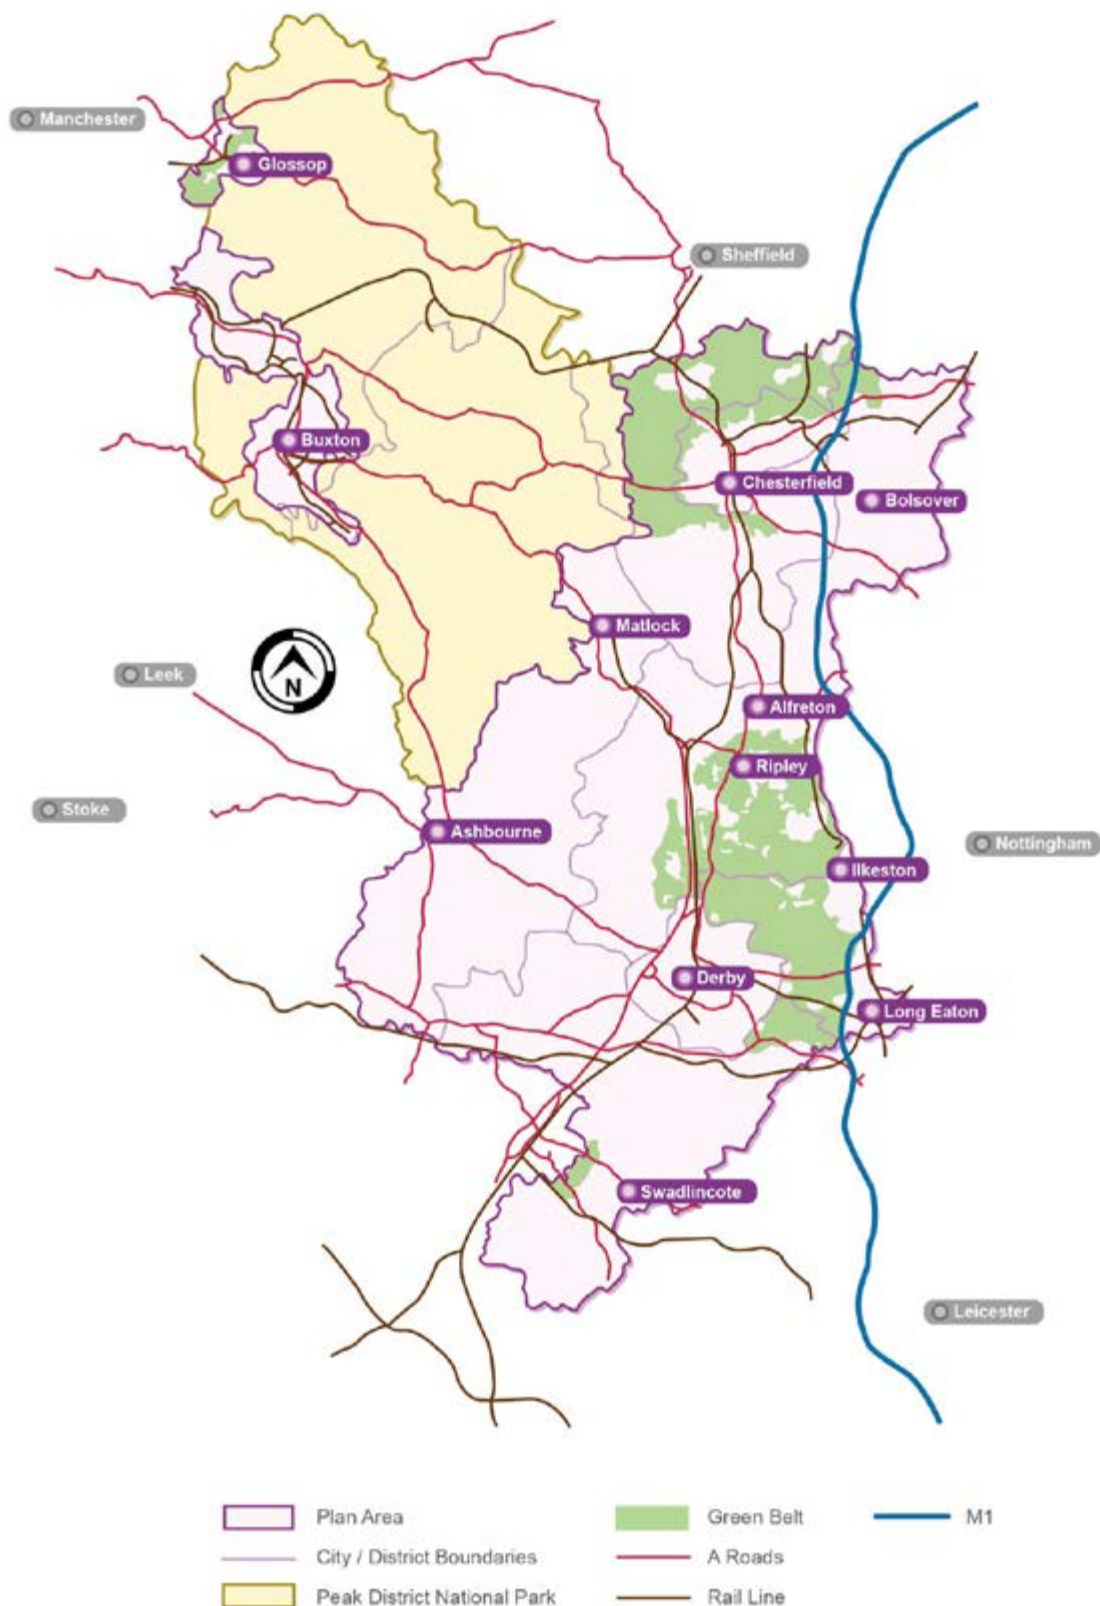 Manchester
Glossop
Sheffield
Buxton
Chesterfield
Bolsover
Matlock
N
Leek
Alfreton
Ripley
Stoke
Ashbourne
Nottingham
Ilkeston
Derby
Long Eaton
Swadlincote
Leicester
Plan Area
Green Belt
M1
City / District Boundaries
A Roads
Peak District National Park
Rail Line